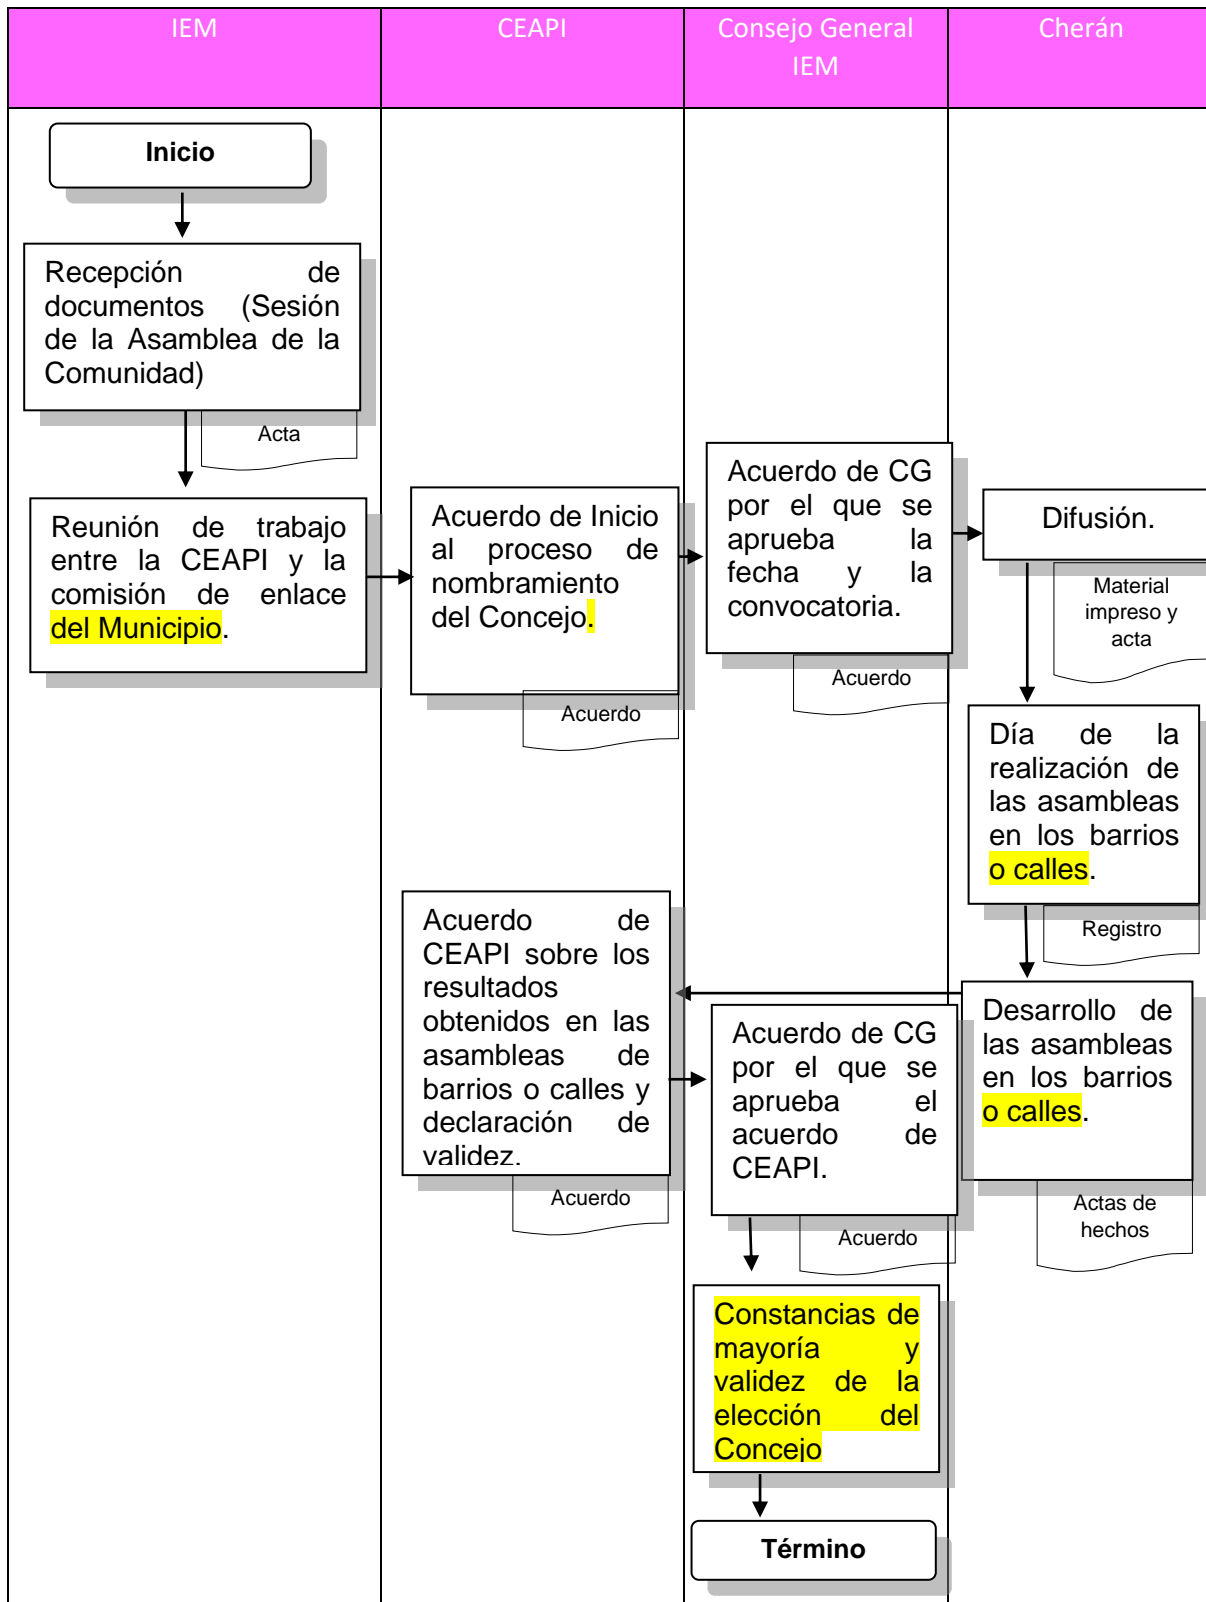 IEM
CEAPI
Consejo General
IEM
Cherán
Inicio
Recepción de
documentos (Sesión
de la Asamblea de la
Comunidad)
Acta
Reunión de trabajo
entre la CEAPI y la
comisión de enlace
del Municipio.
Acuerdo de Inicio
al proceso de
nombramiento
del Concejo.
Acuerdo
Acuerdo de CG
por el que se
aprueba la
fecha y la
convocatoria.
Acuerdo
Difusión.
Material
impreso y
acta
Día de la
realización de
las asambleas
en los barrios
o calles.
Registro
Desarrollo de
las asambleas
en los barrios
o calles.
Actas de
hechos
Acuerdo de
CEAPI sobre los
resultados
obtenidos en las
asambleas de
barrios o calles y
declaración de
validez.
Acuerdo
Acuerdo de CG
por el que se
aprueba el
acuerdo de
CEAPI.
Acuerdo
Constancias de
mayoría y
validez de la
elección del
Concejo
Término